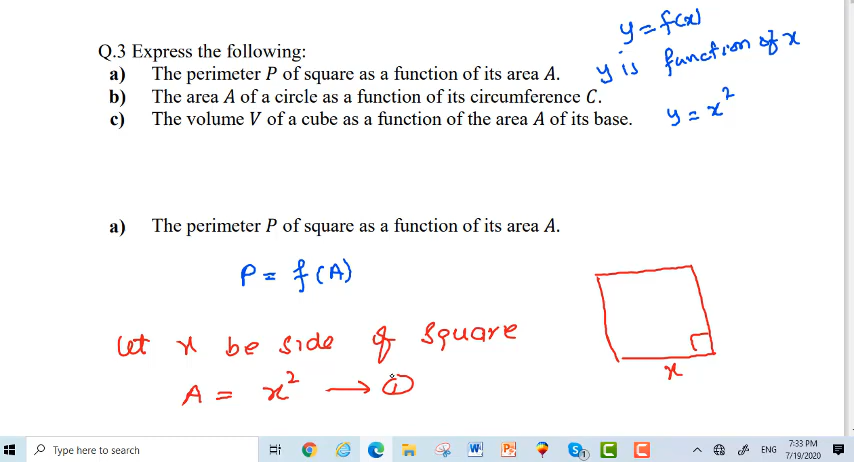 y = f(x)
y is function of x
y = x²
Q.3 Express the following:
a) The perimeter P of square as a function of its area A.
b) The area A of a circle as a function of its circumference C.
c) The volume V of a cube as a function of the area A of its base.
a) The perimeter P of square as a function of its area A.
P = f(A)
let x be side of square
A = x² → ①
x
Type here to search
ENG
7:33 PM
7/19/2020